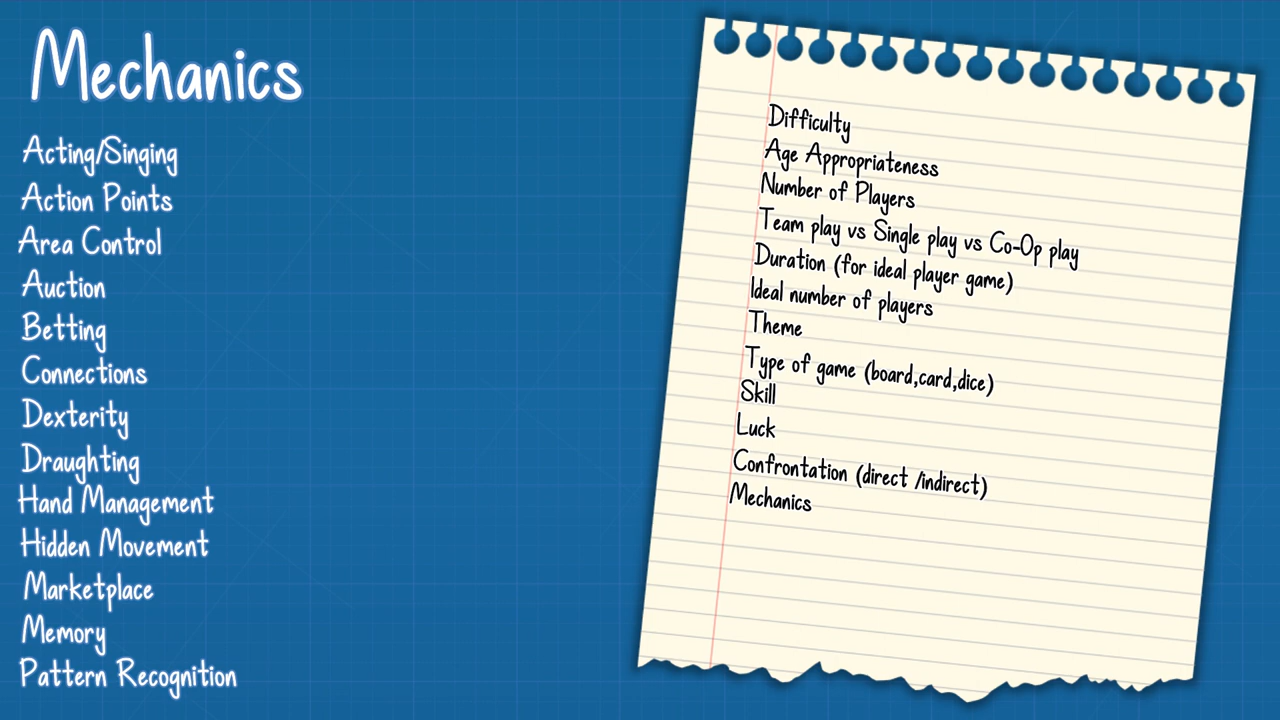 Mechanics
Acting/Singing
Action Points
Area Control
Auction
Betting
Connections
Dexterity
Draughting
Hand Management
Hidden Movement
Marketplace
Memory
Pattern Recognition
Difficulty
Age Appropriateness
Number of Players
Team play vs Single play vs Co-Op play
Duration (for ideal player game)
Ideal number of players
Theme
Type of game (board,card,dice)
Skill
Luck
Confrontation (direct /indirect)
Mechanics